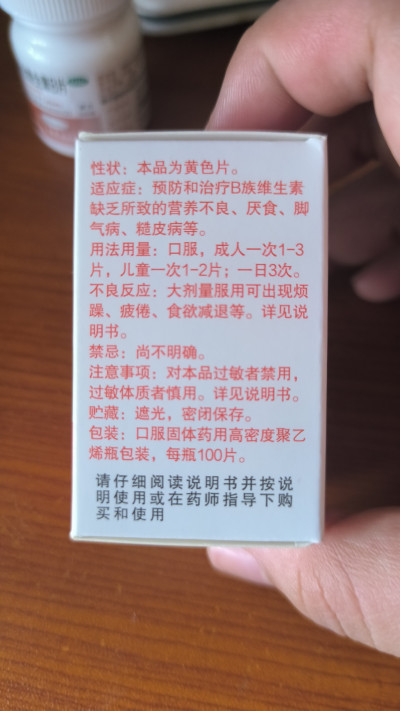 性状：本品为黄色片。
适应症：预防和治疗B族维生素
缺乏所致的营养不良、厌食、脚
气病、糙皮病等。
用法用量：口服，成人一次1-3
片，儿童一次1-2片；一日3次。
不良反应：大剂量服用可出现烦
躁、疲倦、食欲减退等。详见说
明书。
禁忌：尚不明确。
注意事项：对本品过敏者禁用，
过敏体质者慎用。详见说明书。
贮藏：遮光，密闭保存。
包装：口服固体药用高密度聚乙
烯瓶包装，每瓶100片。
请仔细阅读说明书并按说
明使用或在药师指导下购
买和使用